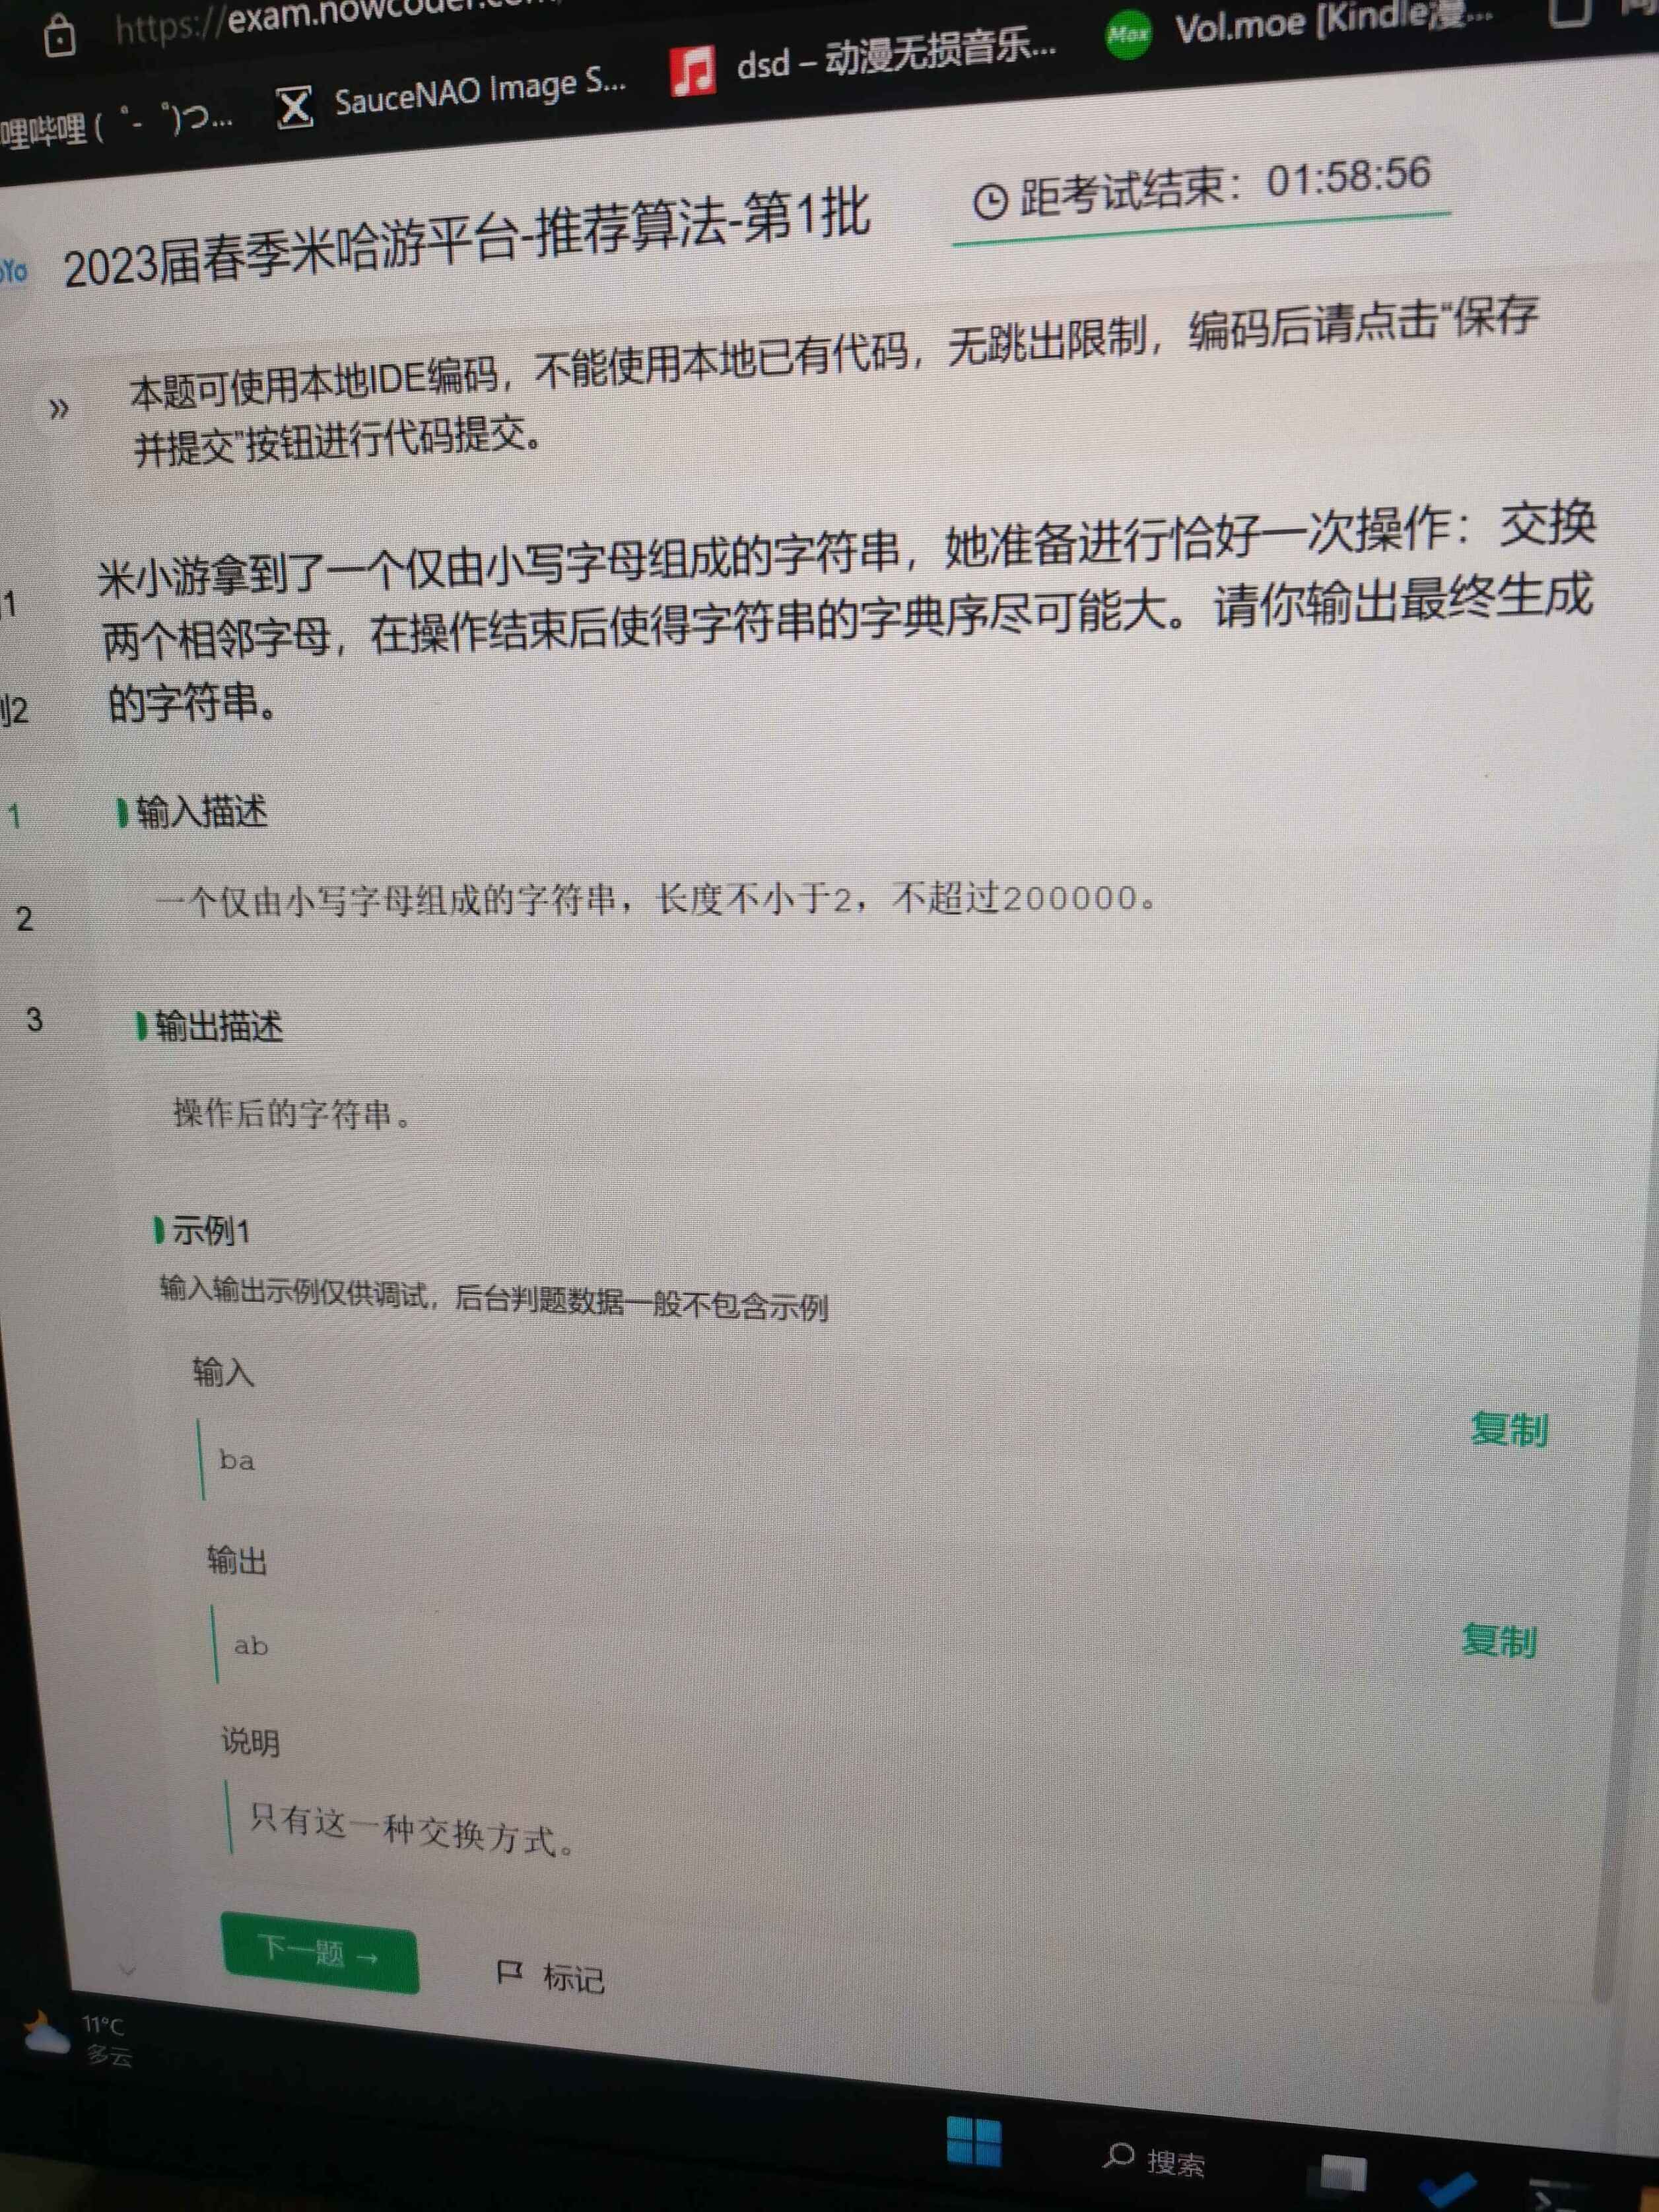 https://exam.nowcoder.co
哩哔哩 ( ゜- ゜)つ...
SauceNAO Image S...
dsd – 动漫无损音乐...
Mox
Vol.moe [Kindle漫...
oYo
2023届春季米哈游平台-推荐算法-第1批
距考试结束：01:58:56
»
本题可使用本地IDE编码，不能使用本地已有代码，无跳出限制，编码后请点击“保存
并提交”按钮进行代码提交。
1
米小游拿到了一个仅由小写字母组成的字符串，她准备进行恰好一次操作：交换
两个相邻字母，在操作结束后使得字符串的字典序尽可能大。请你输出最终生成
2
的字符串。
1
输入描述
2
一个仅由小写字母组成的字符串，长度不小于2，不超过200000。
3
输出描述
操作后的字符串。
示例1
输入输出示例仅供调试，后台判题数据一般不包含示例
输入
复制
ba
输出
复制
ab
说明
只有这一种交换方式。
下一题 →
标记
11°C
多云
搜索